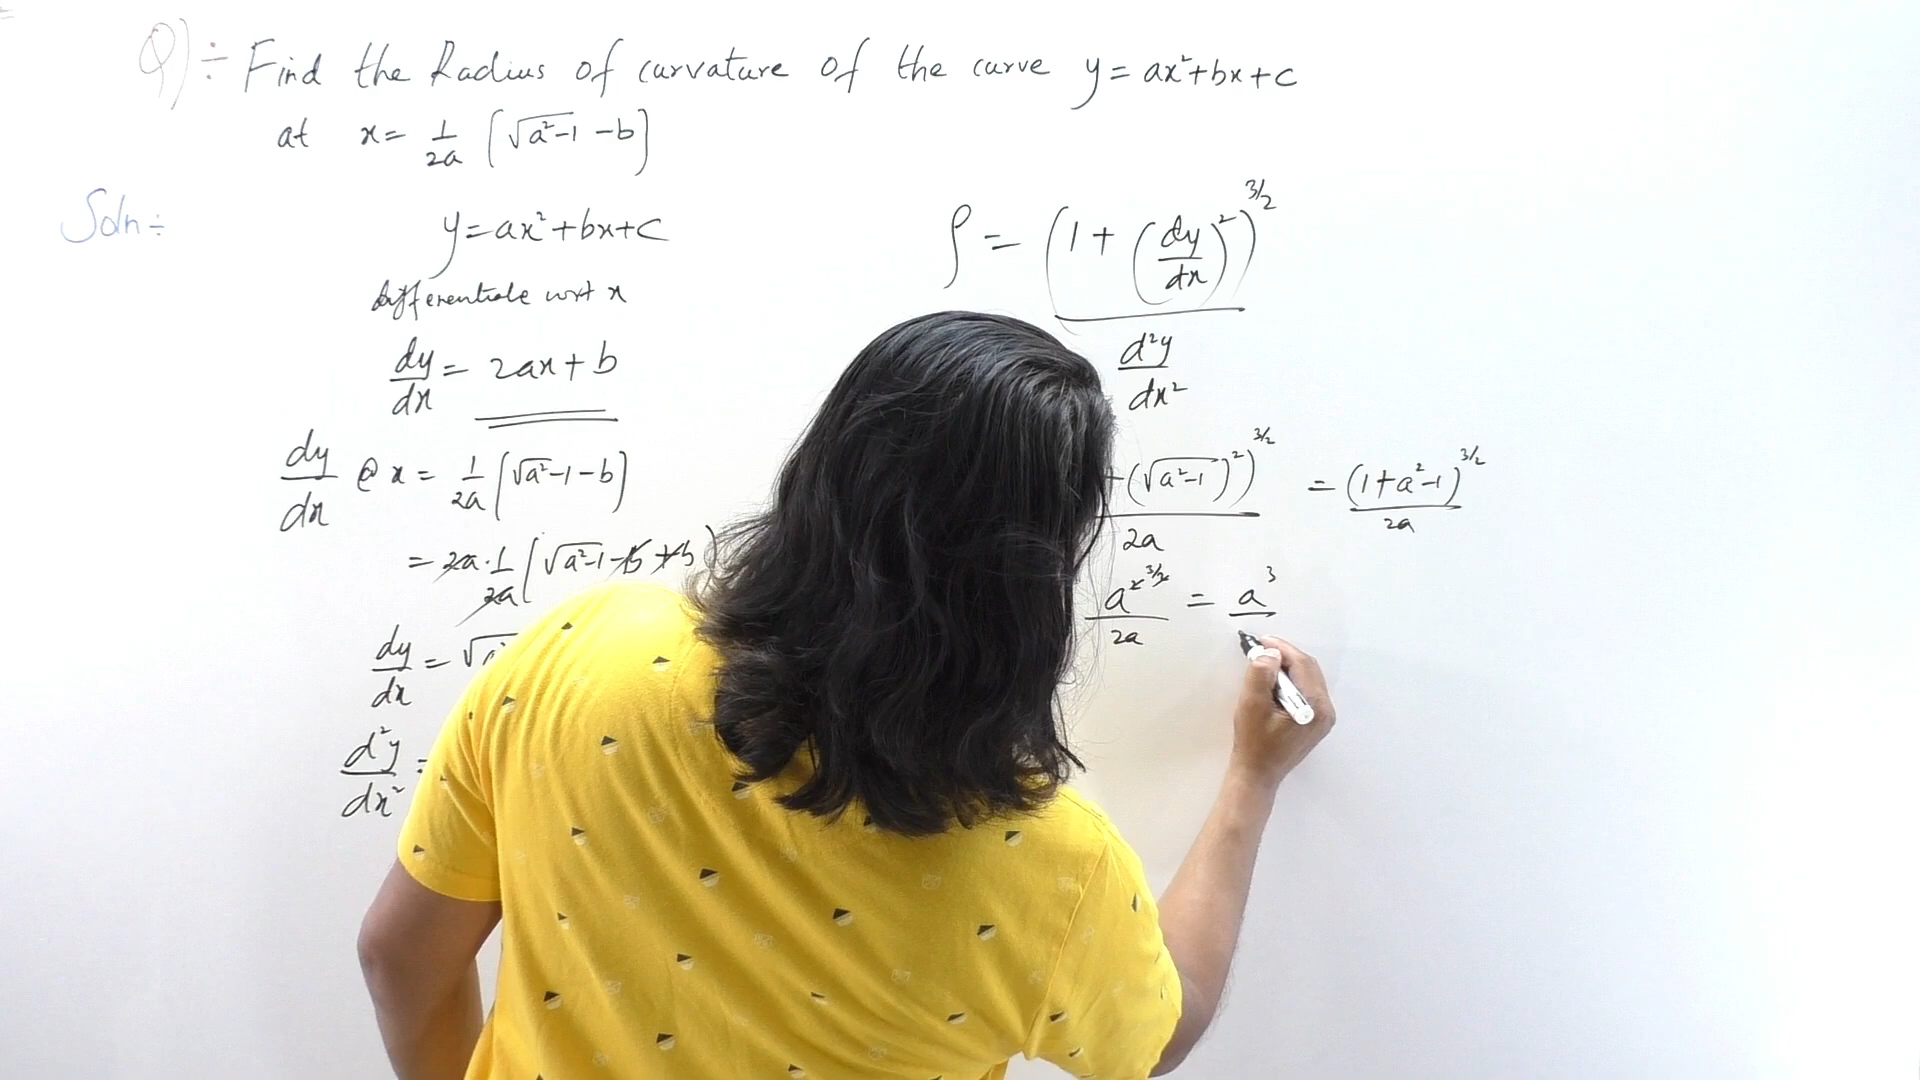 Q)÷ Find the Radius of curvature of the curve y = ax²+bx+c
at x= 1/2a [√a²-1 -b]
Soln÷
y=ax²+bx+c
differentiate wrt x
dy/dx = 2ax+b
dy/dx @ x = 1/2a [√a²-1-b]
= 2a·1/2a [√a²-1-b+b]
dy/dx = √a²
d²y/dx² =
ρ = (1+(dy/dx)²)^3/2 / d²y/dx²
+(√a²-1)²)^3/2 / 2a = (1+a²-1)^3/2 / 2a
a^2^3/2 / 2a = a³/